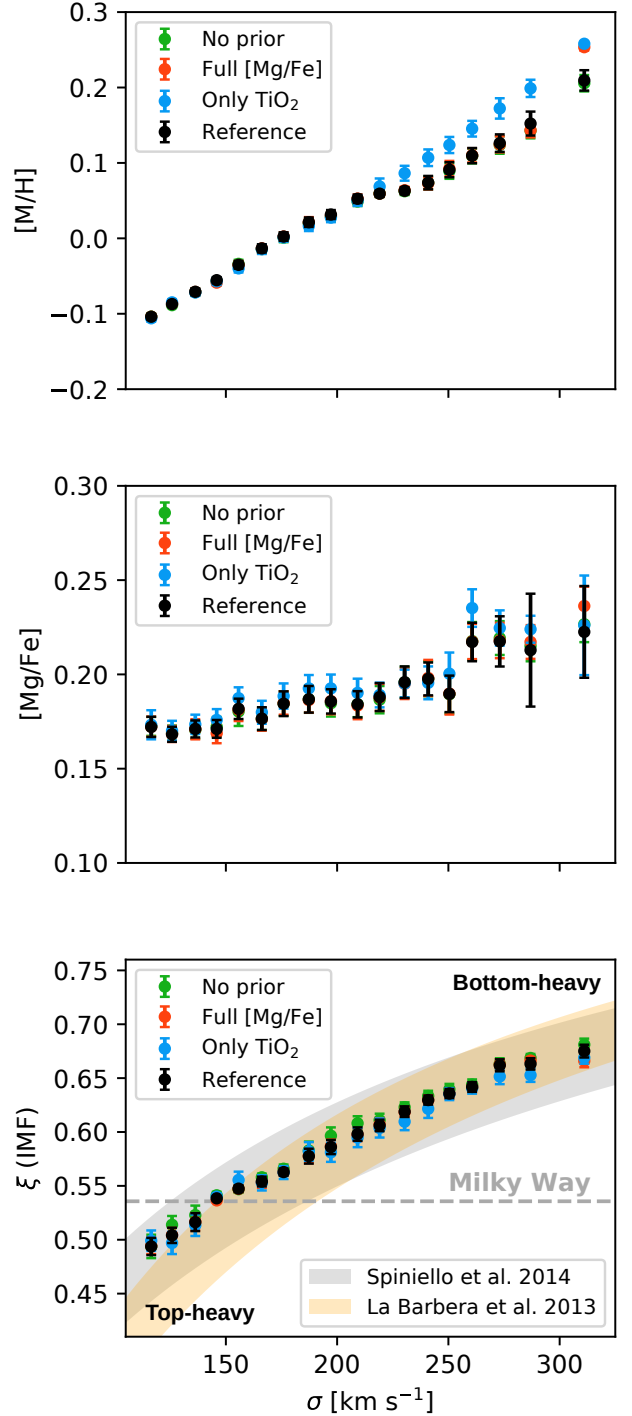 0.3
0.2
0.1
0.0
−0.1
−0.2
[M/H]
No prior
Full [Mg/Fe]
Only TiO₂
Reference
0.30
0.25
0.20
0.15
0.10
[Mg/Fe]
No prior
Full [Mg/Fe]
Only TiO₂
Reference
0.75
0.70
0.65
0.60
0.55
0.50
0.45
ξ (IMF)
No prior
Full [Mg/Fe]
Only TiO₂
Reference
Bottom-heavy
Milky Way
Top-heavy
Spiniello et al. 2014
La Barbera et al. 2013
150 200 250 300
σ [km s⁻¹]